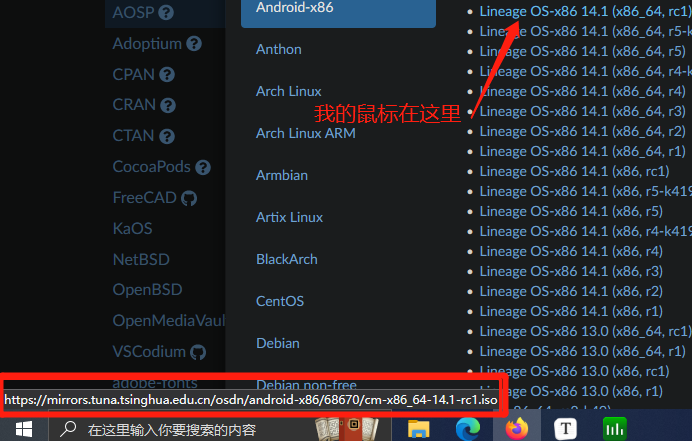 AOSP
Adoptium
CPAN
CRAN
CTAN
CocoaPods
FreeCAD
KaOS
NetBSD
OpenBSD
OpenMediaVaul
VSCodium
adobe-fonts
Android-x86
Anthon
Arch Linux
Arch Linux ARM
Armbian
Artix Linux
BlackArch
CentOS
Debian
Debian non-free
Lineage OS-x86 14.1 (x86_64, rc1)
Lineage OS-x86 14.1 (x86_64, r5-k
Lineage OS-x86 14.1 (x86_64, r5)
Lineage OS-x86 14.1 (x86_64, r4-k
Lineage OS-x86 14.1 (x86_64, r4)
Lineage OS-x86 14.1 (x86_64, r3)
Lineage OS-x86 14.1 (x86_64, r2)
Lineage OS-x86 14.1 (x86_64, r1)
Lineage OS-x86 14.1 (x86, rc1)
Lineage OS-x86 14.1 (x86, r5-k419
Lineage OS-x86 14.1 (x86, r5)
Lineage OS-x86 14.1 (x86, r4-k419
Lineage OS-x86 14.1 (x86, r4)
Lineage OS-x86 14.1 (x86, r3)
Lineage OS-x86 14.1 (x86, r2)
Lineage OS-x86 14.1 (x86, r1)
Lineage OS-x86 13.0 (x86_64, rc1)
Lineage OS-x86 13.0 (x86_64, r1)
Lineage OS-x86 13.0 (x86, rc1)
Lineage OS-x86 13.0 (x86, r1)
我的鼠标在这里
https://mirrors.tuna.tsinghua.edu.cn/osdn/android-x86/68670/cm-x86_64-14.1-rc1.iso
在这里输入你要搜索的内容
T